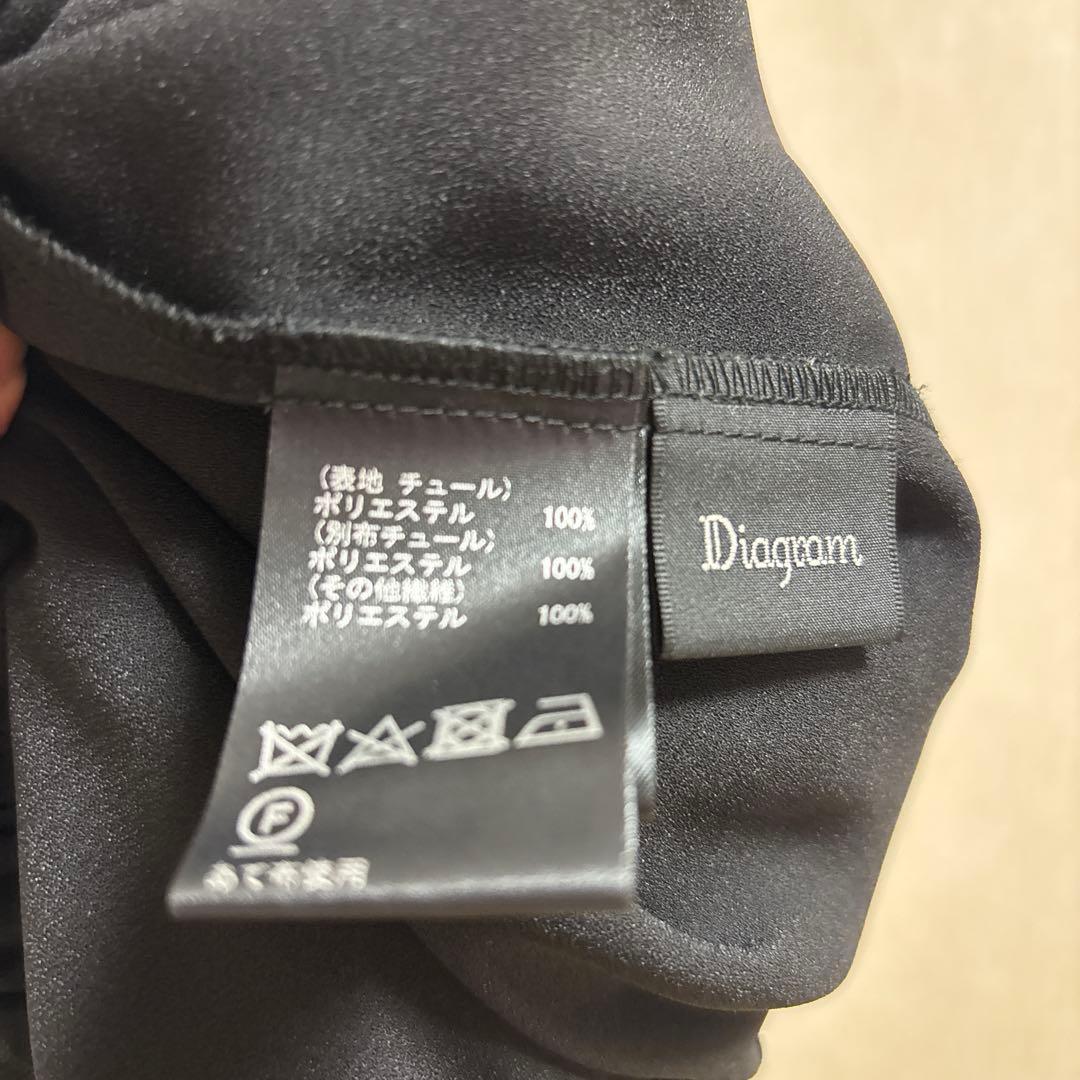 (表地 チュール)
ポリエステル 100%
(別布チュール)
ポリエステル 100%
(その他繊維)
ポリエステル 100%
F
あて布使用
Diagram